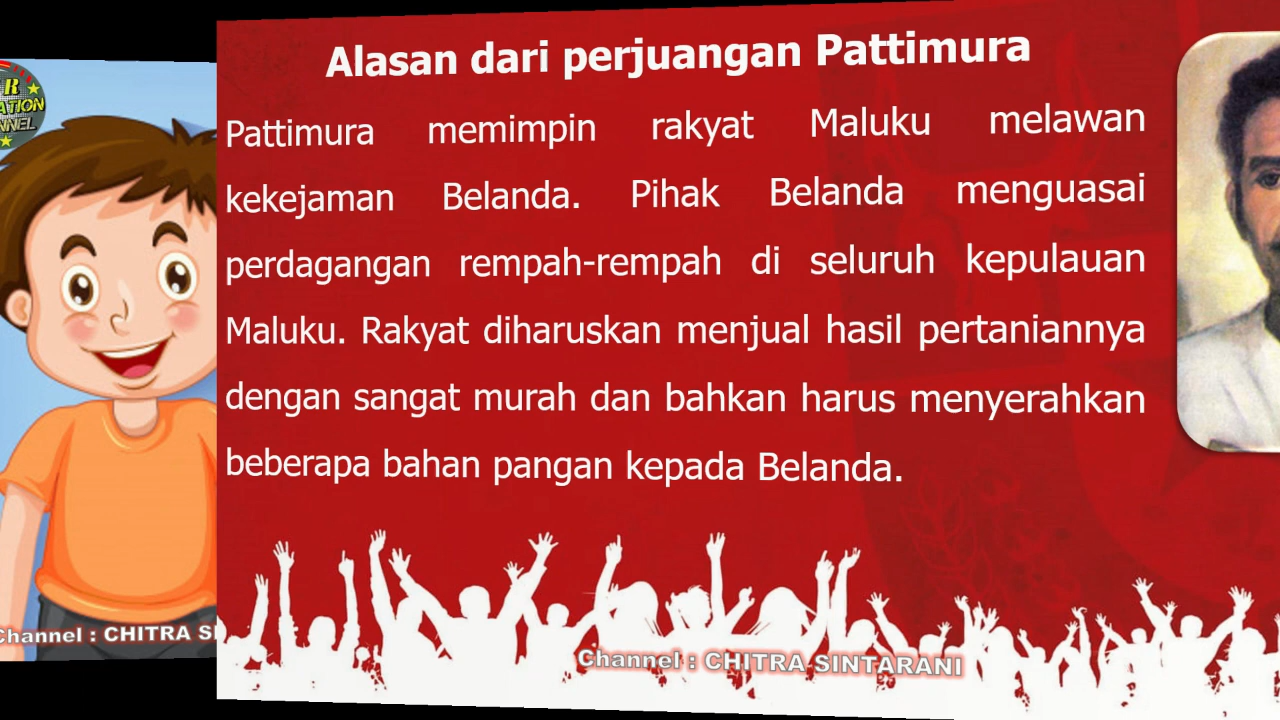 Alasan dari perjuangan Pattimura
Pattimura memimpin rakyat Maluku melawan
kekejaman Belanda. Pihak Belanda menguasai
perdagangan rempah-rempah di seluruh kepulauan
Maluku. Rakyat diharuskan menjual hasil pertaniannya
dengan sangat murah dan bahkan harus menyerahkan
beberapa bahan pangan kepada Belanda.
Channel : CHITRA SINTARANI
Channel : CHITRA